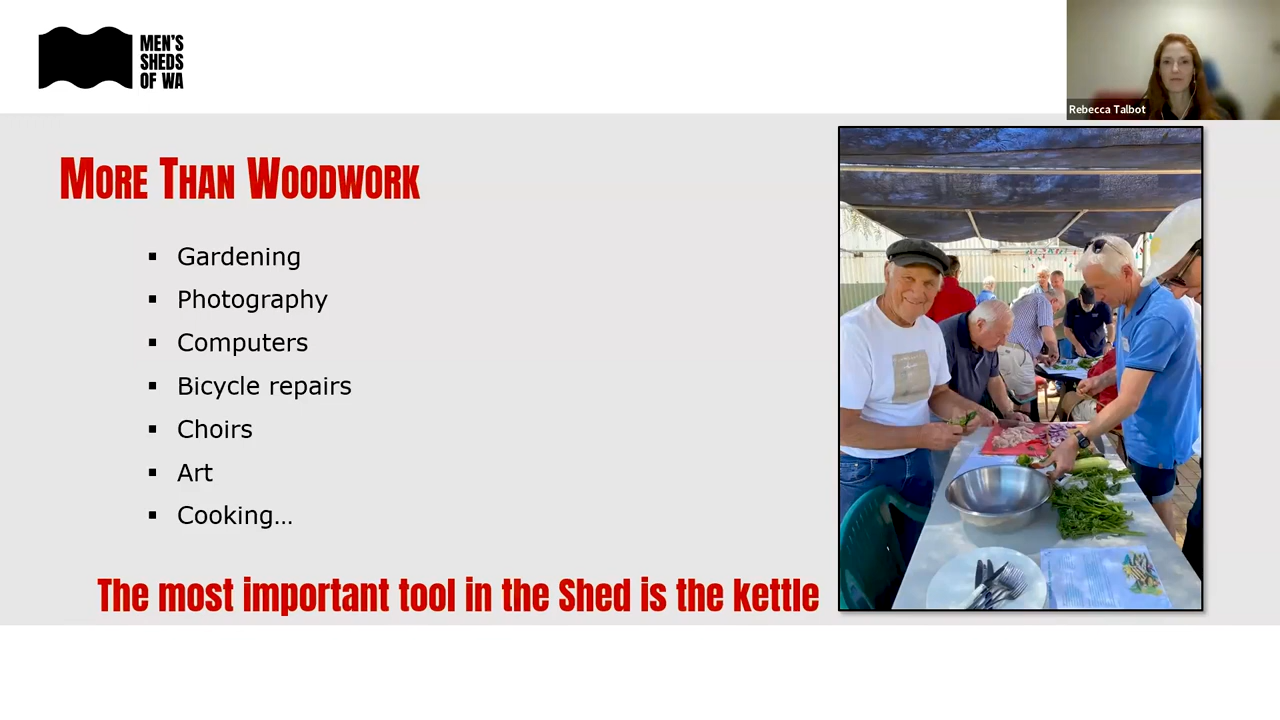 MEN'S
SHEDS
OF WA
Rebecca Talbot
MORE THAN WOODWORK
▪ Gardening
▪ Photography
▪ Computers
▪ Bicycle repairs
▪ Choirs
▪ Art
▪ Cooking…
The most important tool in the Shed is the kettle